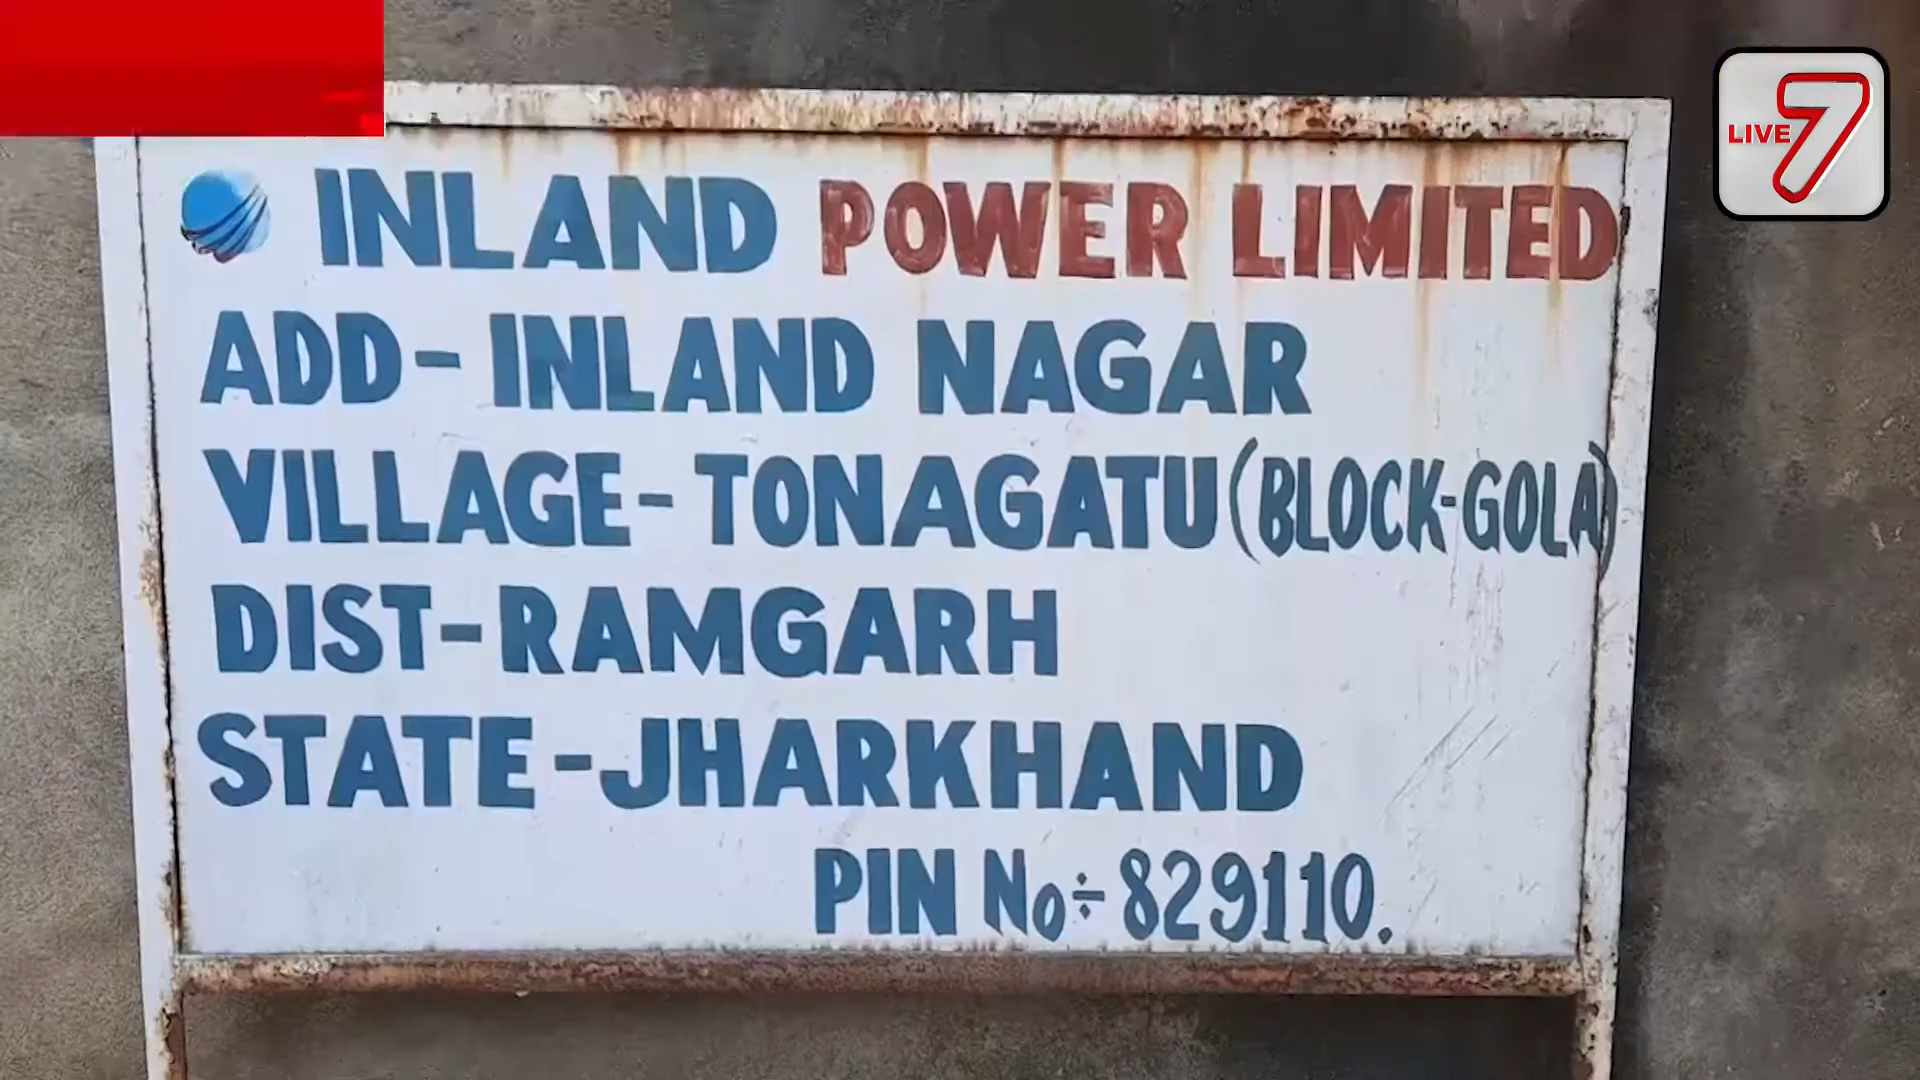 LIVE 7
INLAND POWER LIMITED
ADD- INLAND NAGAR
VILLAGE- TONAGATU (BLOCK-GOLA)
DIST-RAMGARH
STATE-JHARKHAND
PIN No÷ 829110.